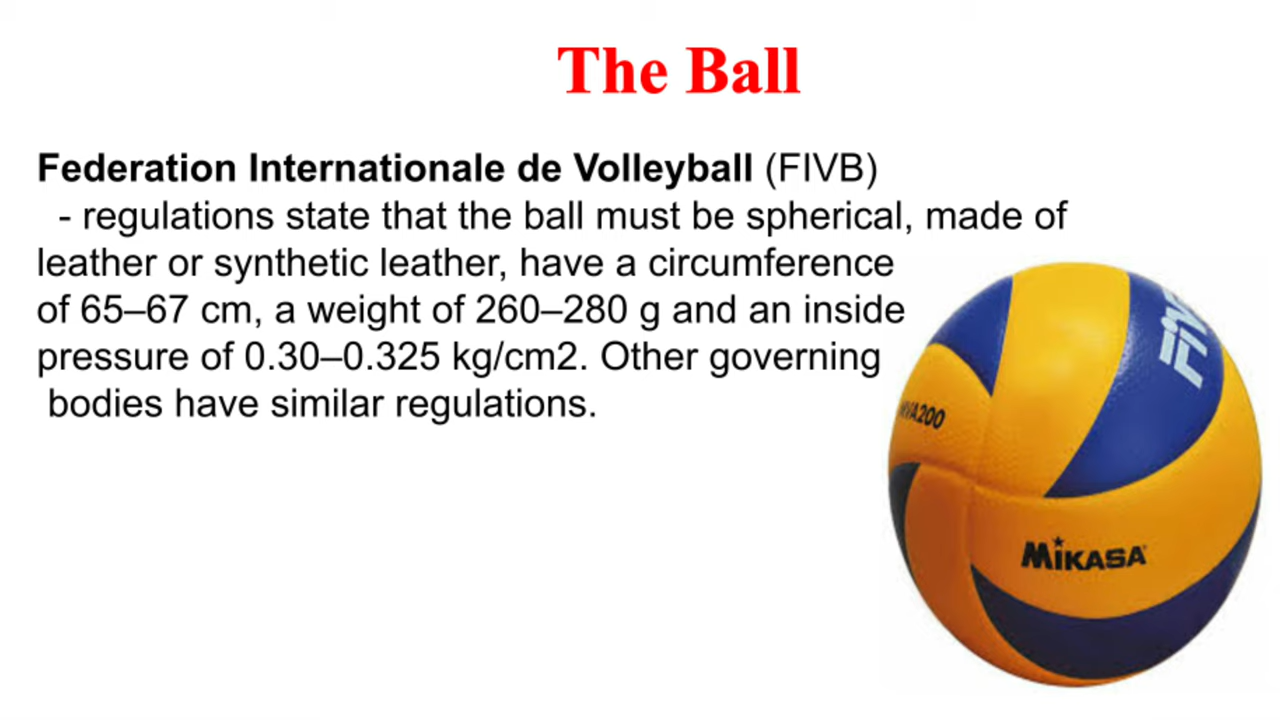 The Ball
Federation Internationale de Volleyball (FIVB)
- regulations state that the ball must be spherical, made of
leather or synthetic leather, have a circumference
of 65–67 cm, a weight of 260–280 g and an inside
pressure of 0.30–0.325 kg/cm2. Other governing
bodies have similar regulations.
MVA200
MIKASA